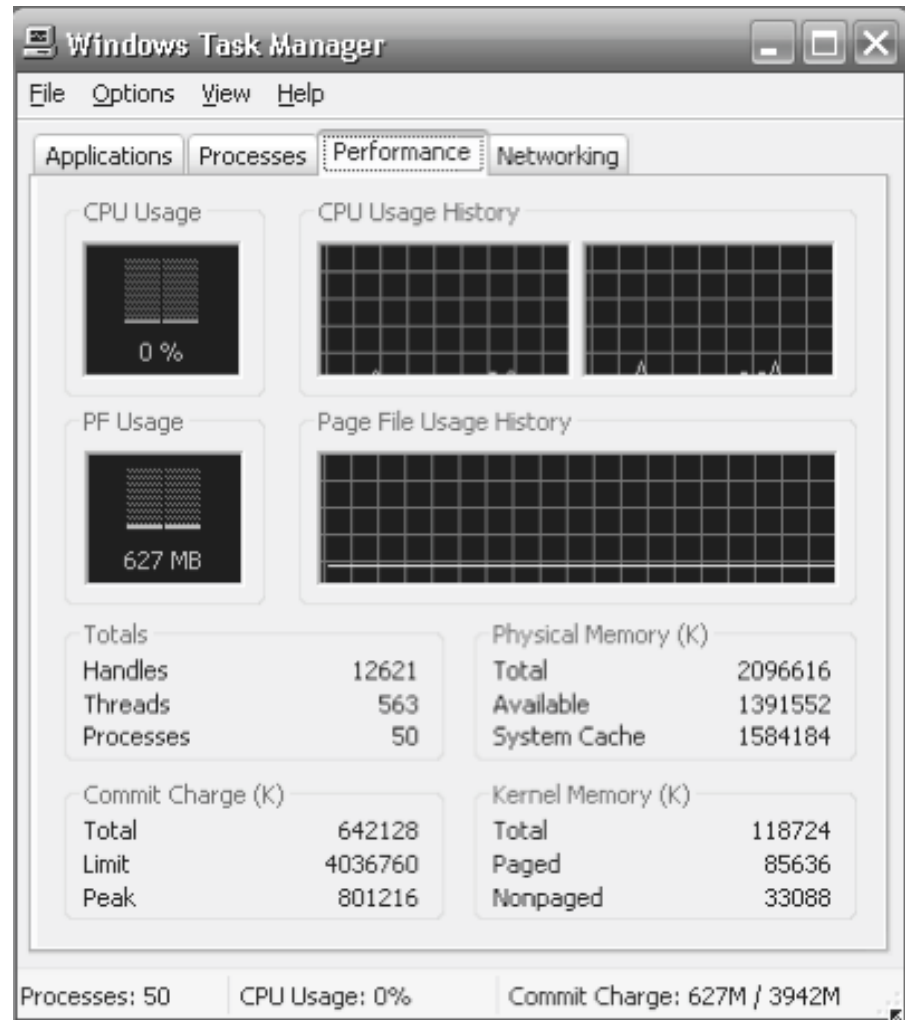 Windows Task Manager
File Options View Help
Applications Processes Performance Networking
CPU Usage CPU Usage History
0 %
PF Usage Page File Usage History
627 MB
Totals Physical Memory (K)
Handles 12621 Total 2096616
Threads 563 Available 1391552
Processes 50 System Cache 1584184
Commit Charge (K) Kernel Memory (K)
Total 642128 Total 118724
Limit 4036760 Paged 85636
Peak 801216 Nonpaged 33088
Processes: 50 CPU Usage: 0% Commit Charge: 627M / 3942M